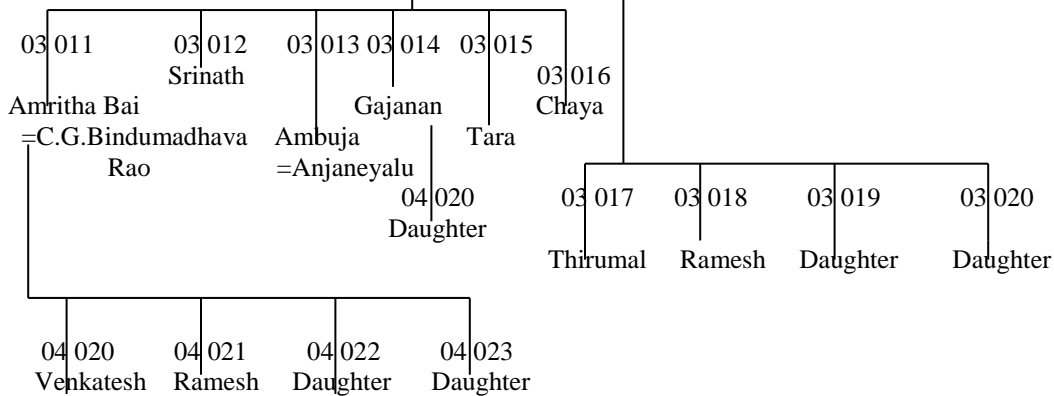 03 011 03 012 03 013 03 014 03 015
Srinath 03 016
Amritha Bai Gajanan Chaya
=C.G.Bindumadhava Ambuja Tara
Rao =Anjaneyalu
04 020 03 017 03 018 03 019 03 020
Daughter
Thirumal Ramesh Daughter Daughter
04 020 04 021 04 022 04 023
Venkatesh Ramesh Daughter Daughter